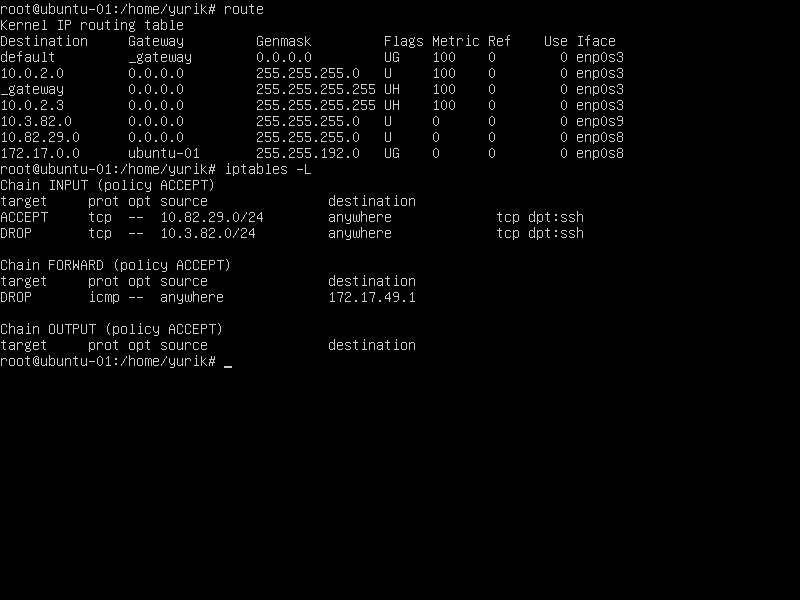 root@ubuntu-01:/home/yurik# route
Kernel IP routing table
Destination     Gateway         Genmask         Flags Metric Ref    Use Iface
default         _gateway        0.0.0.0         UG    100    0        0 enp0s3
10.0.2.0        0.0.0.0         255.255.255.0   U     100    0        0 enp0s3
_gateway        0.0.0.0         255.255.255.255 UH    100    0        0 enp0s3
10.0.2.3        0.0.0.0         255.255.255.255 UH    100    0        0 enp0s3
10.3.82.0       0.0.0.0         255.255.255.0   U     0      0        0 enp0s9
10.82.29.0      0.0.0.0         255.255.255.0   U     0      0        0 enp0s8
172.17.0.0      ubuntu-01       255.255.192.0   UG    0      0        0 enp0s8
root@ubuntu-01:/home/yurik# iptables -L
Chain INPUT (policy ACCEPT)
target     prot opt source               destination
ACCEPT     tcp  --  10.82.29.0/24        anywhere             tcp dpt:ssh
DROP       tcp  --  10.3.82.0/24         anywhere             tcp dpt:ssh

Chain FORWARD (policy ACCEPT)
target     prot opt source               destination
DROP       icmp --  anywhere             172.17.49.1

Chain OUTPUT (policy ACCEPT)
target     prot opt source               destination
root@ubuntu-01:/home/yurik# _